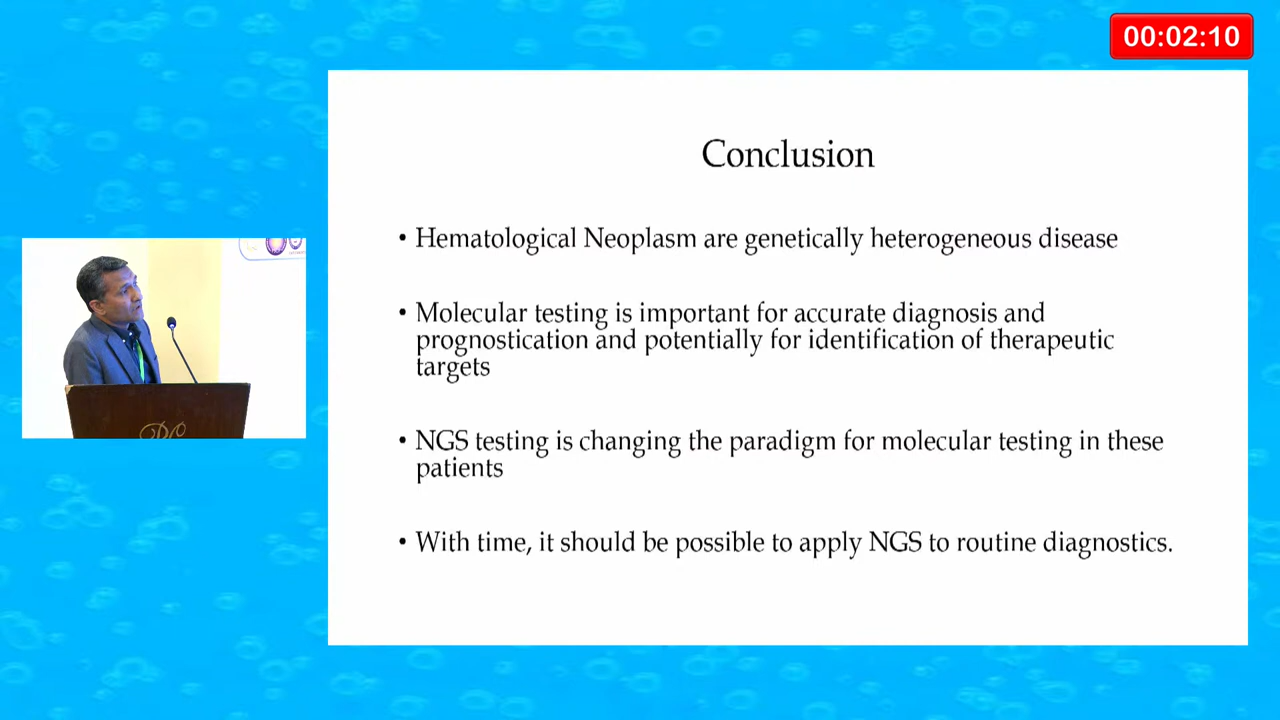 00:02:10
Conclusion
• Hematological Neoplasm are genetically heterogeneous disease
• Molecular testing is important for accurate diagnosis and
prognostication and potentially for identification of therapeutic
targets
• NGS testing is changing the paradigm for molecular testing in these
patients
• With time, it should be possible to apply NGS to routine diagnostics.